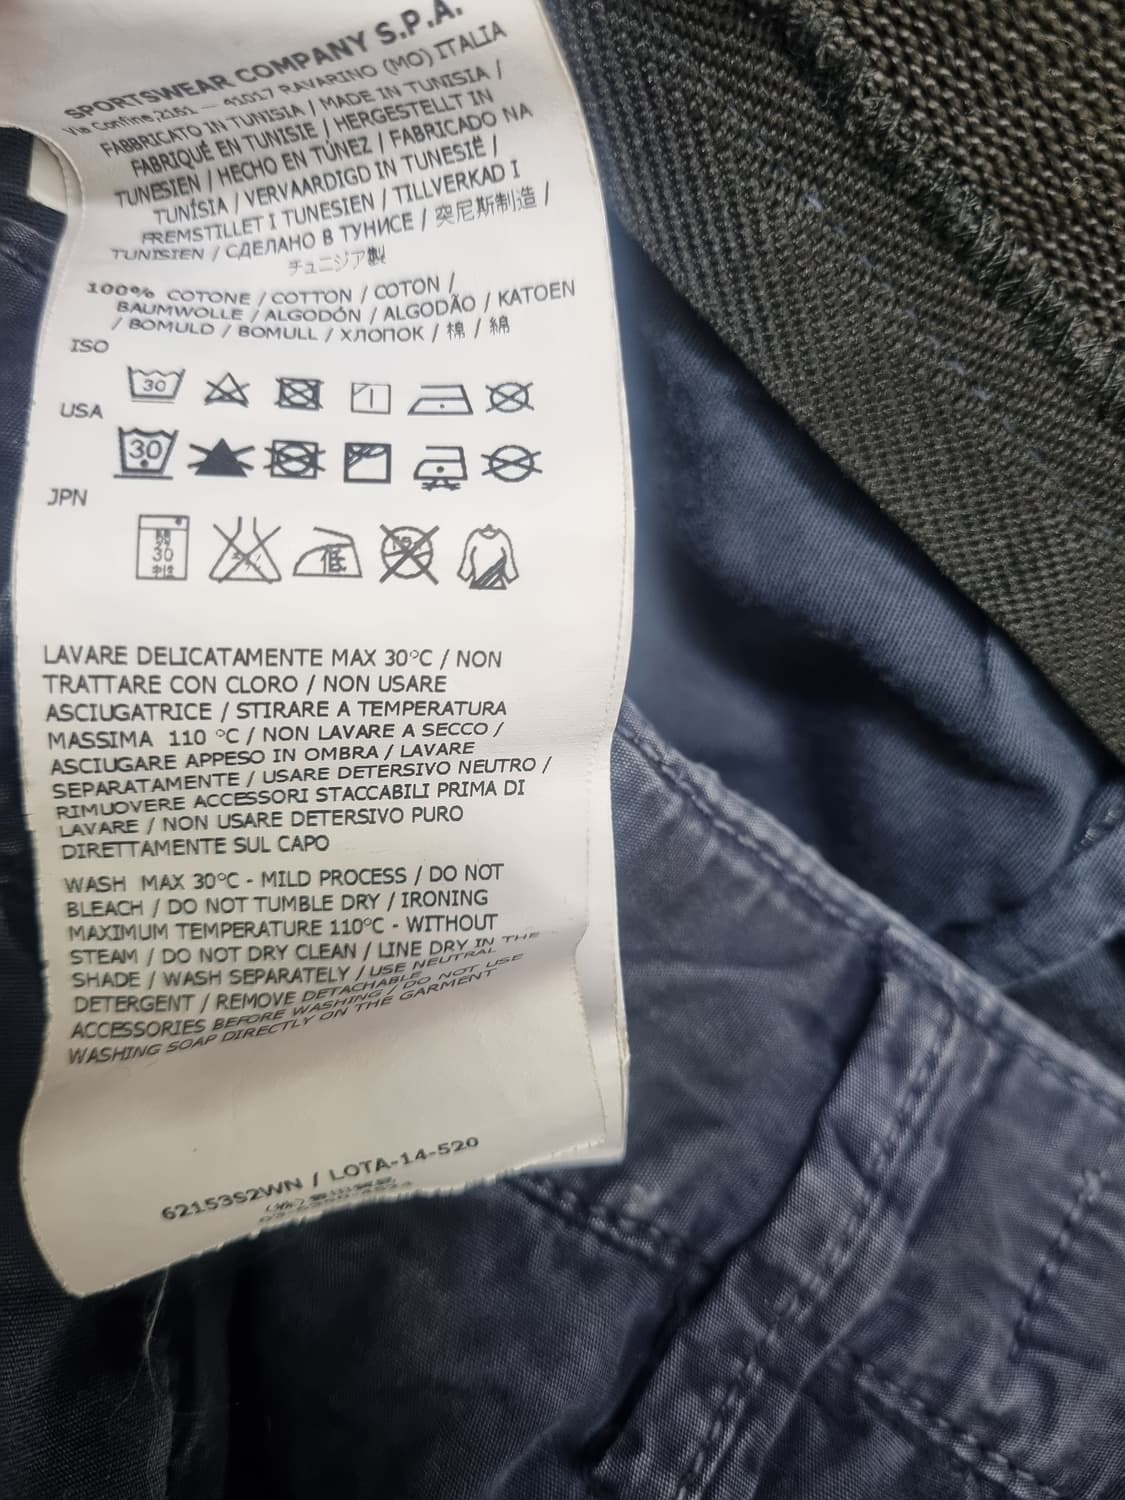 SPORTSWEAR COMPANY S.P.A.
Via Confine 2161 — 41017 RAVARINO (MO) ITALIA
FABBRICATO IN TUNISIA / MADE IN TUNISIA /
FABRIQUÉ EN TUNISIE / HERGESTELLT IN
TUNESIEN / HECHO EN TÚNEZ / FABRICADO NA
TUNÍSIA / VERVAARDIGD IN TUNESIË /
FREMSTILLET I TUNESIEN / TILLVERKAD I
TUNISIEN / СДЕЛАНО В ТУНИСЕ / 突尼斯制造 /
チュニジア製
100% COTONE / COTTON / COTON /
BAUMWOLLE / ALGODÓN / ALGODÃO / KATOEN
/ BOMULD / BOMULL / ХЛОПОК / 棉 / 綿
ISO
30
USA
30
JPN
弱
30
中性
低
LAVARE DELICATAMENTE MAX 30°C / NON
TRATTARE CON CLORO / NON USARE
ASCIUGATRICE / STIRARE A TEMPERATURA
MASSIMA 110 °C / NON LAVARE A SECCO /
ASCIUGARE APPESO IN OMBRA / LAVARE
SEPARATAMENTE / USARE DETERSIVO NEUTRO /
RIMUOVERE ACCESSORI STACCABILI PRIMA DI
LAVARE / NON USARE DETERSIVO PURO
DIRETTAMENTE SUL CAPO
WASH MAX 30°C - MILD PROCESS / DO NOT
BLEACH / DO NOT TUMBLE DRY / IRONING
MAXIMUM TEMPERATURE 110°C - WITHOUT
STEAM / DO NOT DRY CLEAN / LINE DRY IN THE
SHADE / WASH SEPARATELY / USE NEUTRAL
DETERGENT / REMOVE DETACHABLE
ACCESSORIES BEFORE WASHING / DO NOT USE
WASHING SOAP DIRECTLY ON THE GARMENT
62153S2WN / LOTA-14-520